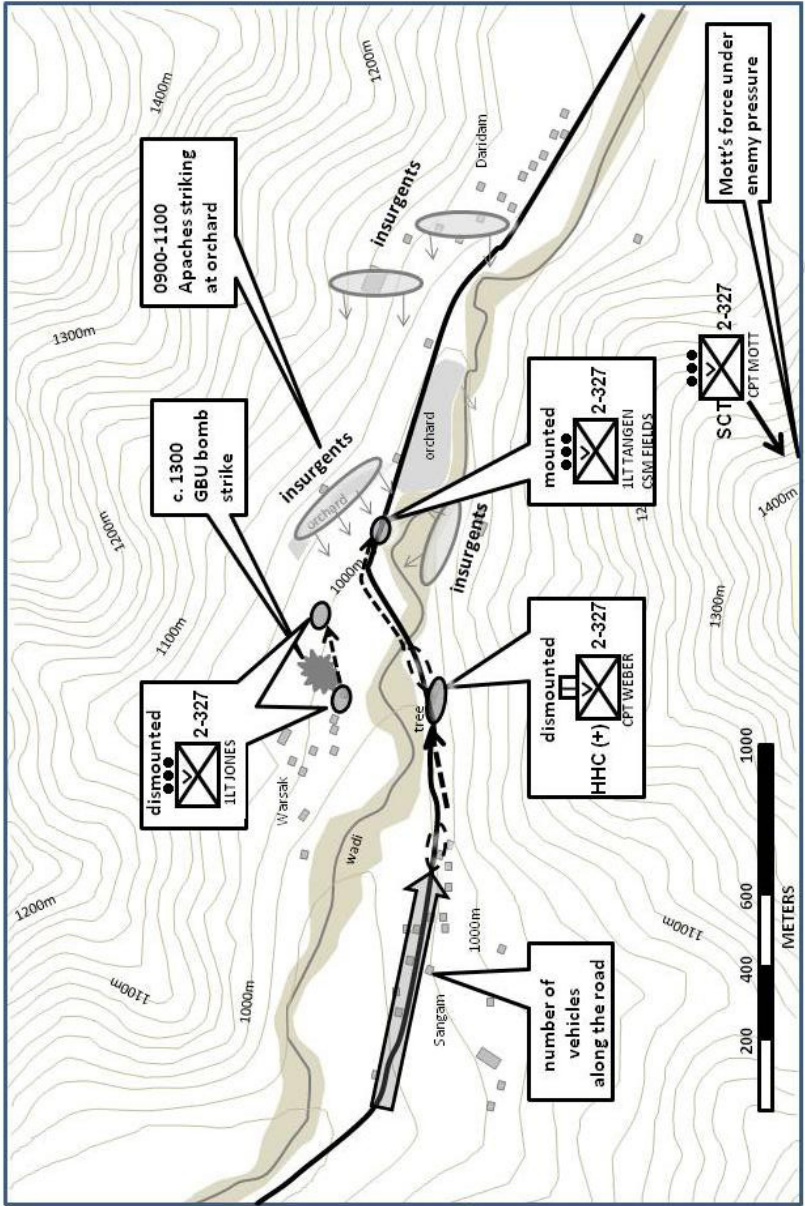 1400m
1200m
0900-1100
Apaches striking
at orchard
insurgents
Daridam
1300m
c. 1300
GBU bomb
strike
insurgents
orchard
orchard
1200m
1100m
1000m
dismounted
2-327
1LT JONES
Warsak
wadi
tree
insurgents
mounted
2-327
1LT TANGEN
CSM FIELDS
12
Mott's force under
enemy pressure
SCT
2-327
CPT MOTT
1400m
1300m
dismounted
HHC (+)
2-327
CPT WEBER
1200m
1100m
1000m
Sangam
1000m
1100m
number of
vehicles
along the road
200
400
600
1000
METERS